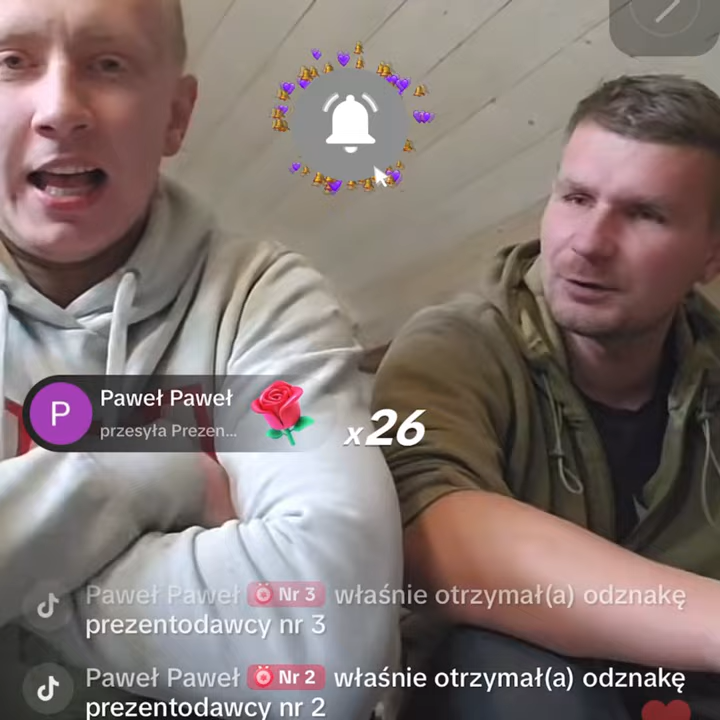 P
Paweł Paweł
przesyła Prezen...
x26
Paweł Paweł Nr 3 właśnie otrzymał(a) odznakę
prezentodawcy nr 3
Paweł Paweł Nr 2 właśnie otrzymał(a) odznakę
prezentodawcy nr 2